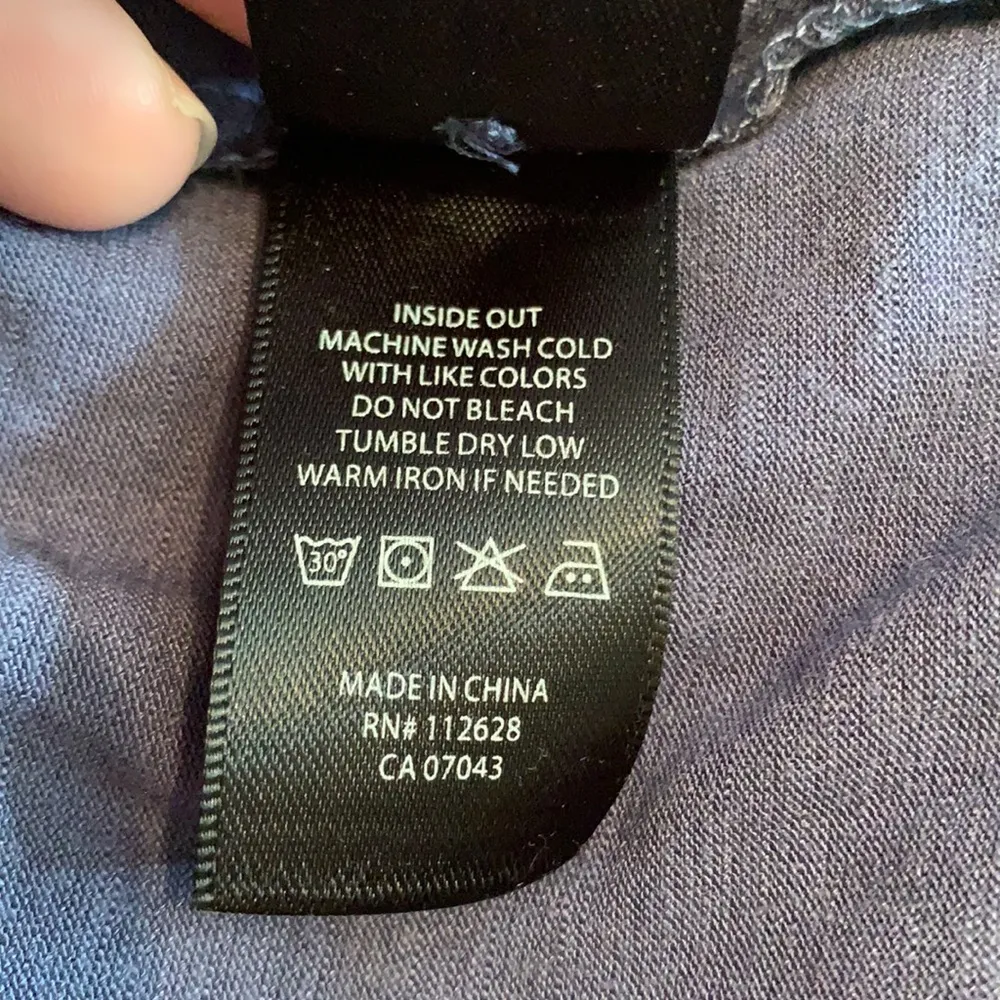 INSIDE OUT
MACHINE WASH COLD
WITH LIKE COLORS
DO NOT BLEACH
TUMBLE DRY LOW
WARM IRON IF NEEDED
30°
MADE IN CHINA
RN# 112628
CA 07043